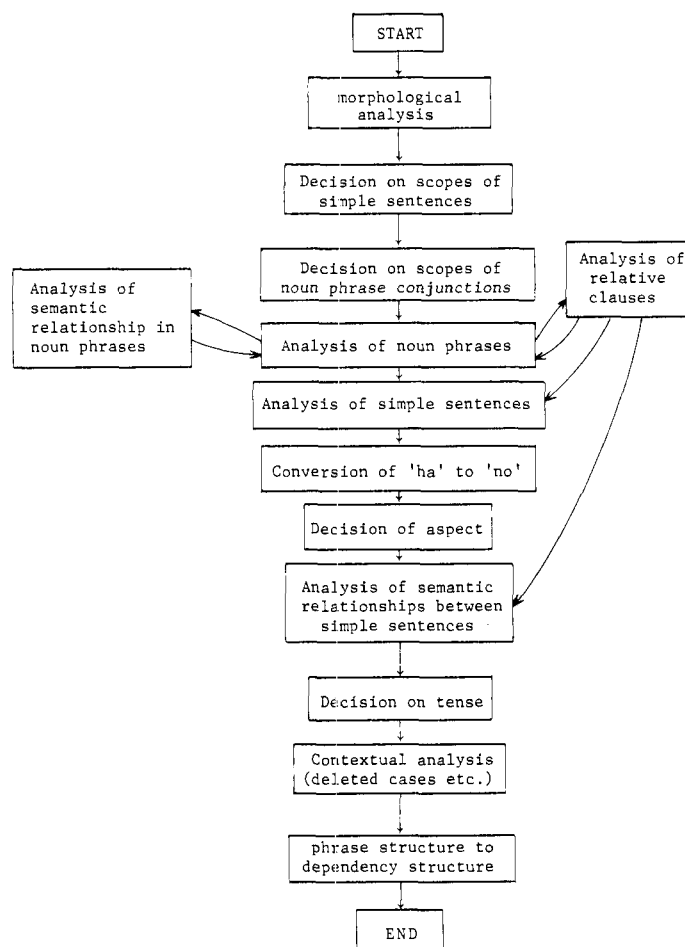 START
morphological
analysis
Decision on scopes of
simple sentences
Decision on scopes of
noun phrase conjunctions
Analysis of
relative
clauses
Analysis of
semantic
relationship in
noun phrases
Analysis of noun phrases
Analysis of simple sentences
Conversion of 'ha' to 'no'
Decision of aspect
Analysis of semantic
relationships between
simple sentences
Decision on tense
Contextual analysis
(deleted cases etc.)
phrase structure to
dependency structure
END